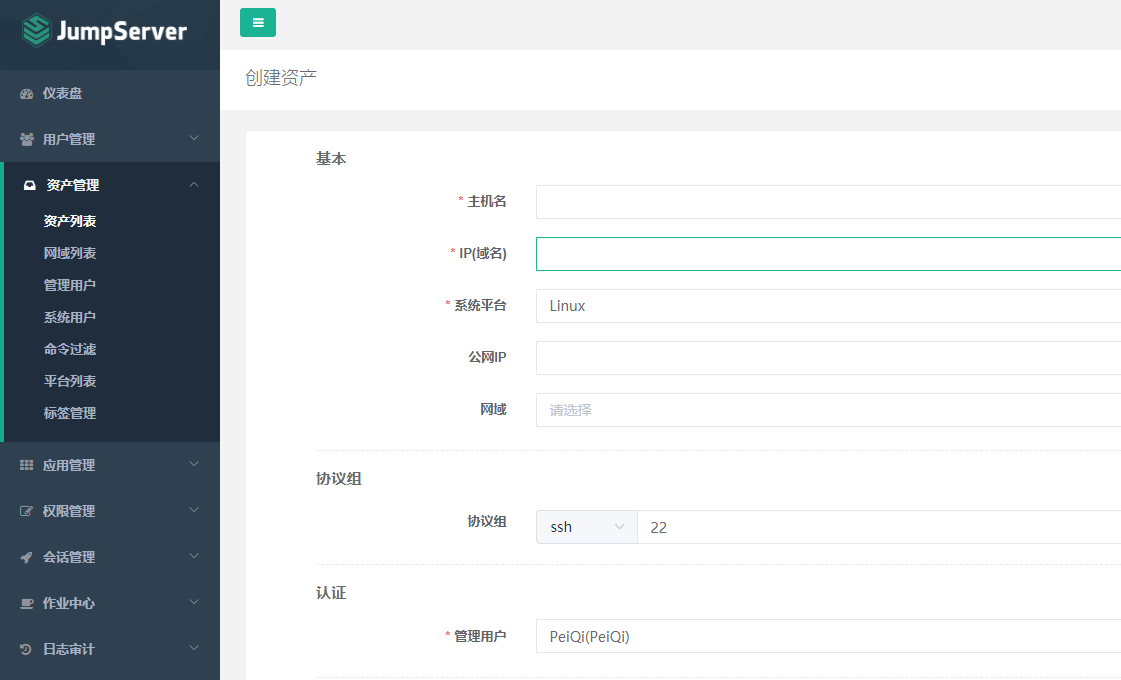 JumpServer
仪表盘
用户管理
资产管理
资产列表
网域列表
管理用户
系统用户
命令过滤
平台列表
标签管理
应用管理
权限管理
会话管理
作业中心
日志审计
创建资产
基本
* 主机名
* IP(域名)
* 系统平台 Linux
公网IP
网域 请选择
协议组
协议组 ssh 22
认证
* 管理用户 PeiQi(PeiQi)